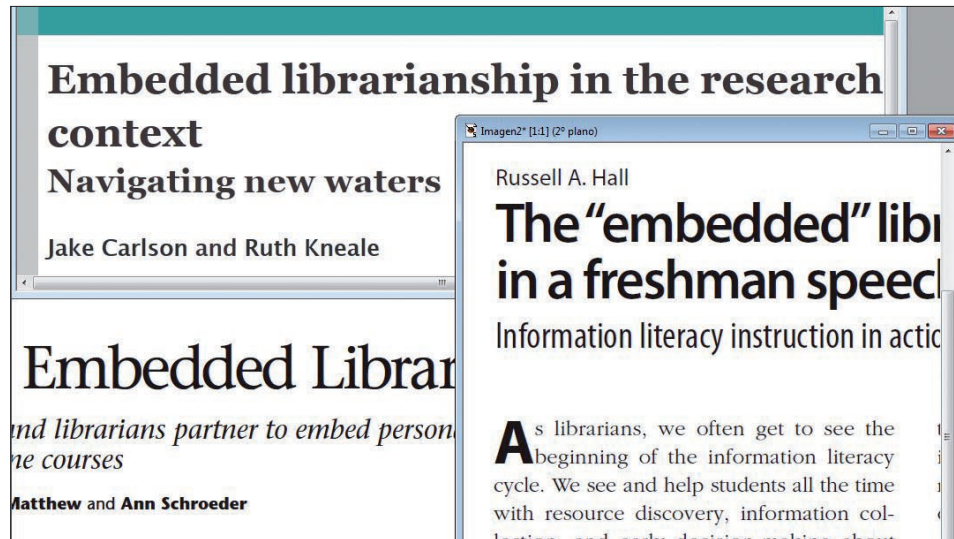 Embedded librarianship in the research
context
Navigating new waters
Jake Carlson and Ruth Kneale
Imagen2* [1:1] (2º plano)
Russell A. Hall
The “embedded” libr
in a freshman speec
Information literacy instruction in actio
As librarians, we often get to see the
beginning of the information literacy
cycle. We see and help students all the time
with resource discovery, information col-
Embedded Librar
and librarians partner to embed person
ne courses
Matthew and Ann Schroeder